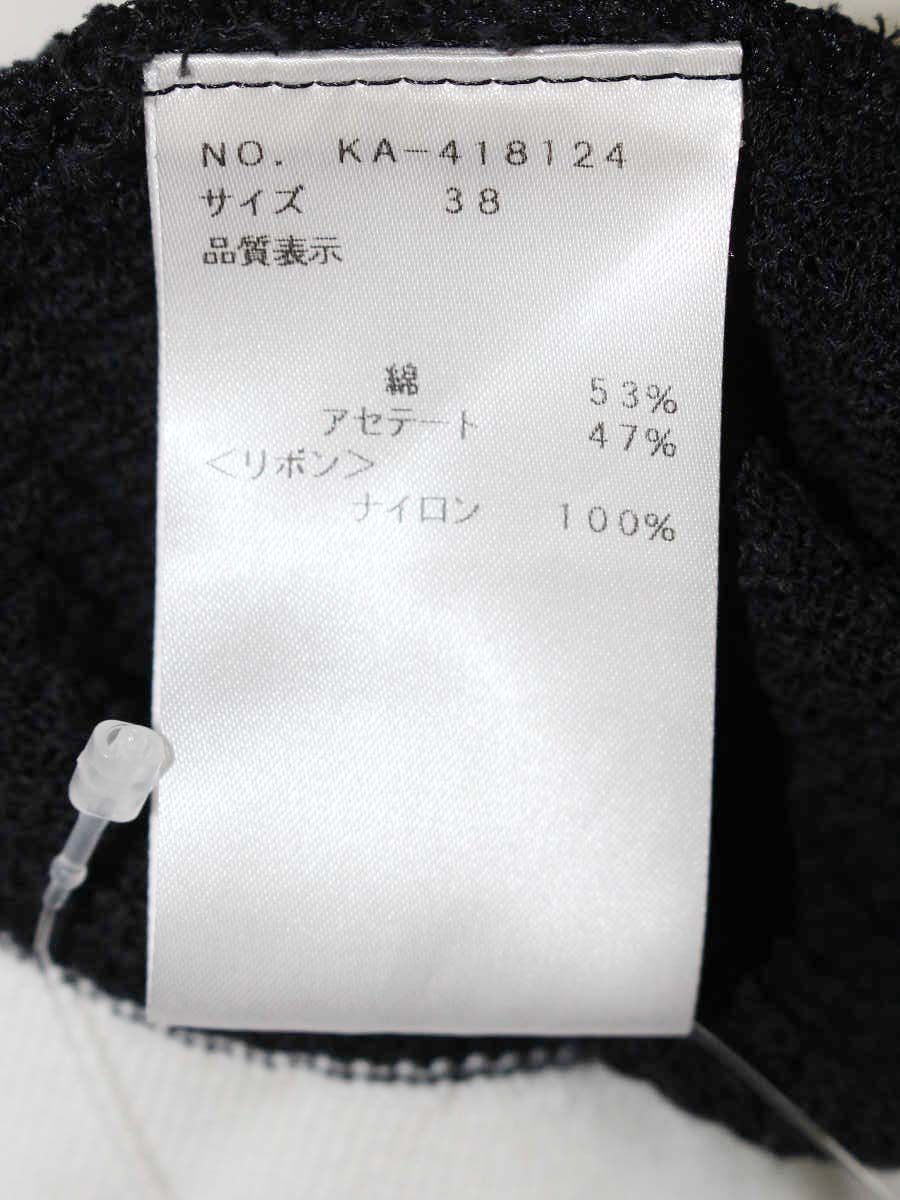 NO. KA-418124
サイズ 38
品質表示
綿 53%
アセテート 47%
<リボン>
ナイロン 100%